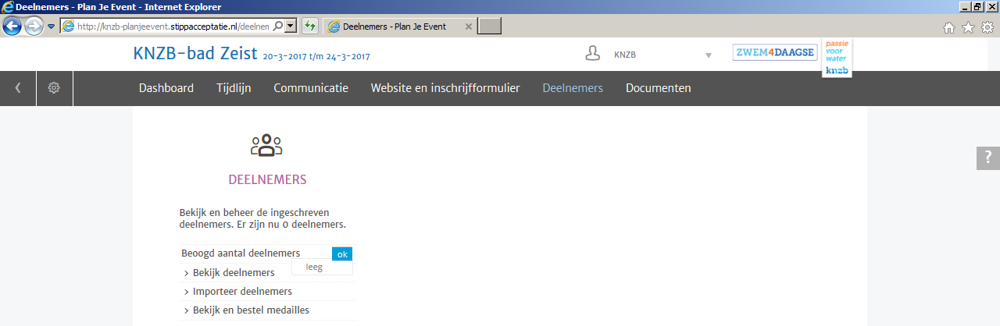 Deelnemers - Plan Je Event - Internet Explorer
http://knzb-planjeevent.stippacceptatie.nl/deelnem
Deelnemers - Plan Je Event
KNZB-bad Zeist 20-3-2017 t/m 24-3-2017
KNZB
ZWEM4DAAGSE
passie
voor
water
knzb
Dashboard Tijdlijn Communicatie Website en inschrijfformulier Deelnemers Documenten
?
DEELNEMERS
Bekijk en beheer de ingeschreven
deelnemers. Er zijn nu 0 deelnemers.
Beoogd aantal deelnemers ok
leeg
Bekijk deelnemers
Importeer deelnemers
Bekijk en bestel medailles